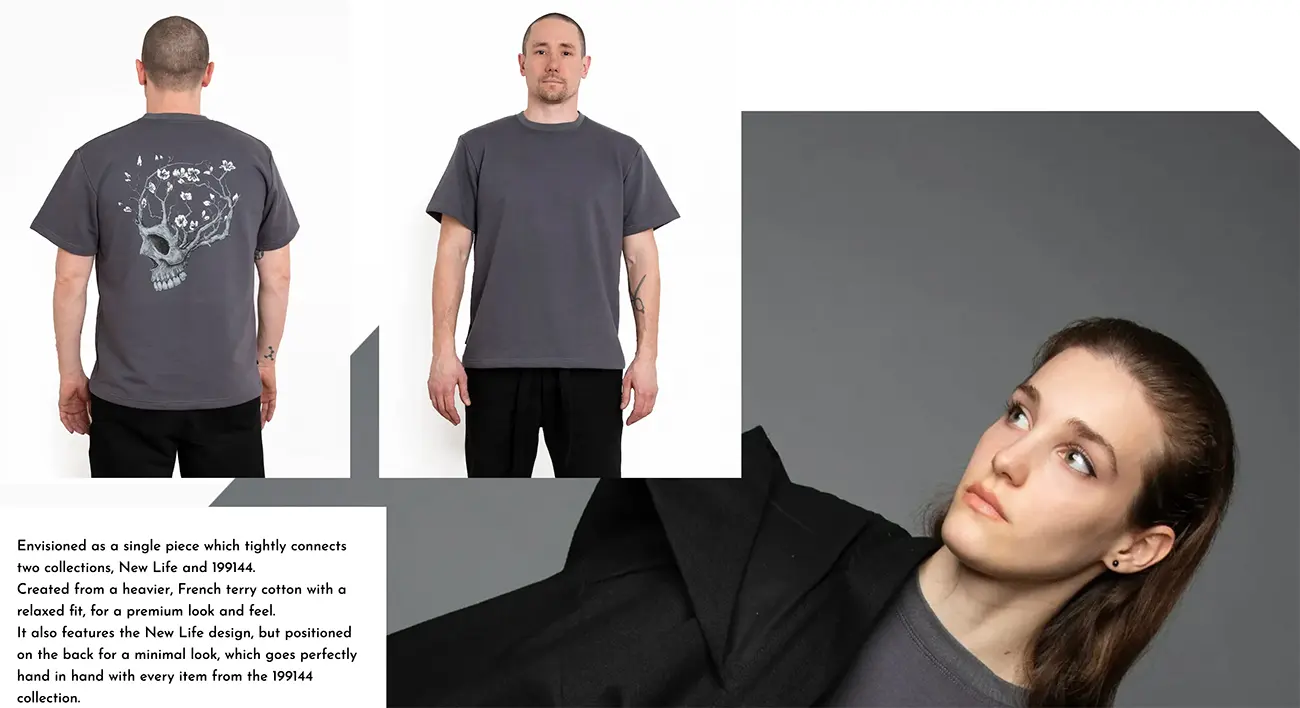 Envisioned as a single piece which tightly connects
two collections, New Life and 199144.
Created from a heavier, French terry cotton with a
relaxed fit, for a premium look and feel.
It also features the New Life design, but positioned
on the back for a minimal look, which goes perfectly
hand in hand with every item from the 199144
collection.